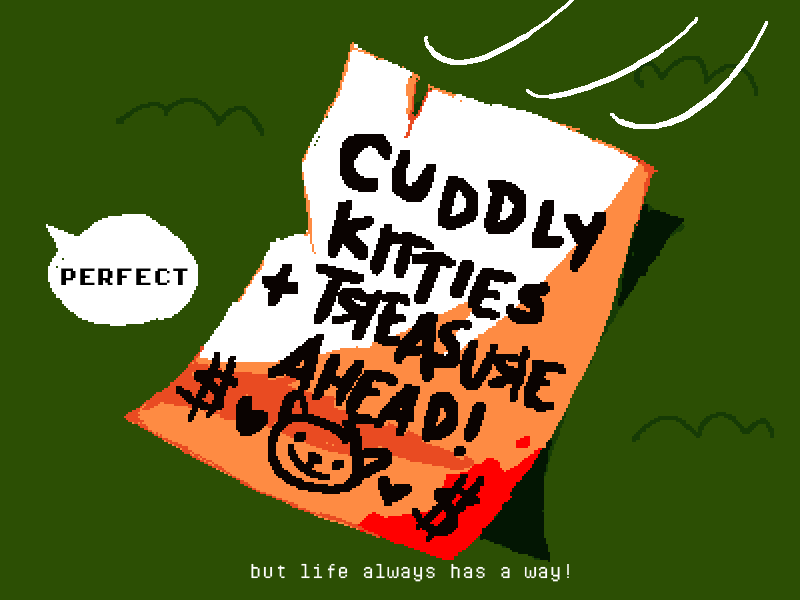 CUDDLY
KITTIES
+ TREASURE
AHEAD!
$
$
PERFECT
but life always has a way!